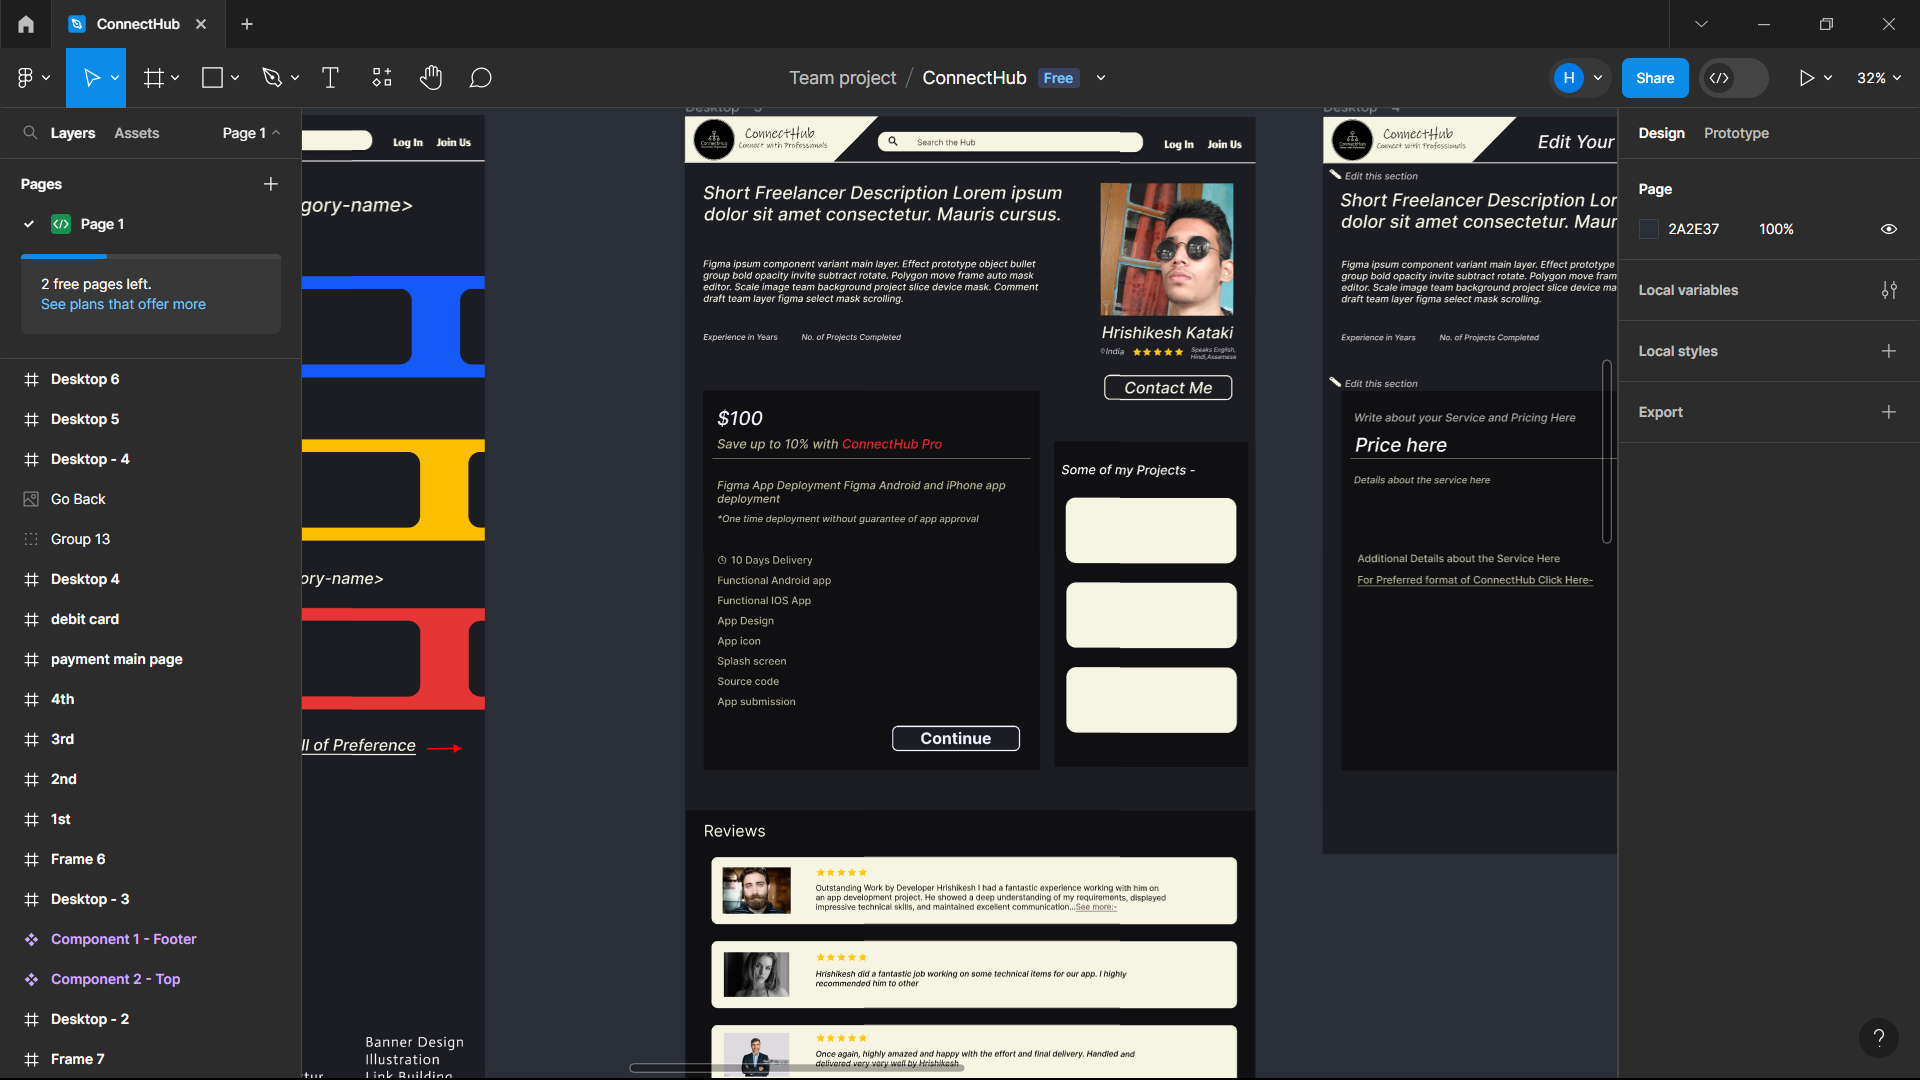 ConnectHub
Team project / ConnectHub Free
H
Share
32%
Layers
Assets
Page 1
Pages
Page 1
2 free pages left.
See plans that offer more
Desktop 6
Desktop 5
Desktop - 4
Go Back
Group 13
Desktop 4
debit card
payment main page
4th
3rd
2nd
1st
Frame 6
Desktop - 3
Component 1 - Footer
Component 2 - Top
Desktop - 2
Frame 7
Log In
Join Us
gory-name>
ory-name>
ll of Preference
Banner Design
Illustration
Link Building
tur
Desktop - 3
ConnectHub
Connect with Professionals
Search the Hub
Log In
Join Us
Short Freelancer Description Lorem ipsum
dolor sit amet consectetur. Mauris cursus.
Figma ipsum component variant main layer. Effect prototype object bullet
group bold opacity invite subtract rotate. Polygon move frame auto mask
editor. Scale image team background project slice device mask. Comment
draft team layer figma select mask scrolling.
Experience in Years
No. of Projects Completed
Hrishikesh Kataki
India
Speaks English,
Hindi,Assamese
Contact Me
$100
Save up to 10% with ConnectHub Pro
Figma App Deployment Figma Android and iPhone app
deployment
*One time deployment without guarantee of app approval
10 Days Delivery
Functional Android app
Functional IOS App
App Design
App icon
Splash screen
Source code
App submission
Continue
Some of my Projects -
Reviews
Outstanding Work by Developer Hrishikesh I had a fantastic experience working with him on
an app development project. He showed a deep understanding of my requirements, displayed
impressive technical skills, and maintained excellent communication...See more:-
Hrishikesh did a fantastic job working on some technical items for our app. I highly
recommended him to other
Once again, highly amazed and happy with the effort and final delivery. Handled and
delivered very very well by Hrishikesh
Desktop - 4
ConnectHub
Connect with Professionals
Edit Your
Edit this section
Short Freelancer Description Lor
dolor sit amet consectetur. Maur
Figma ipsum component variant main layer. Effect prototype
group bold opacity invite subtract rotate. Polygon move fram
editor. Scale image team background project slice device ma
draft team layer figma select mask scrolling.
Experience in Years
No. of Projects Completed
Edit this section
Write about your Service and Pricing Here
Price here
Details about the service here
Additional Details about the Service Here
For Preferred format of ConnectHub Click Here-
Design
Prototype
Page
2A2E37
100%
Local variables
Local styles
Export
?